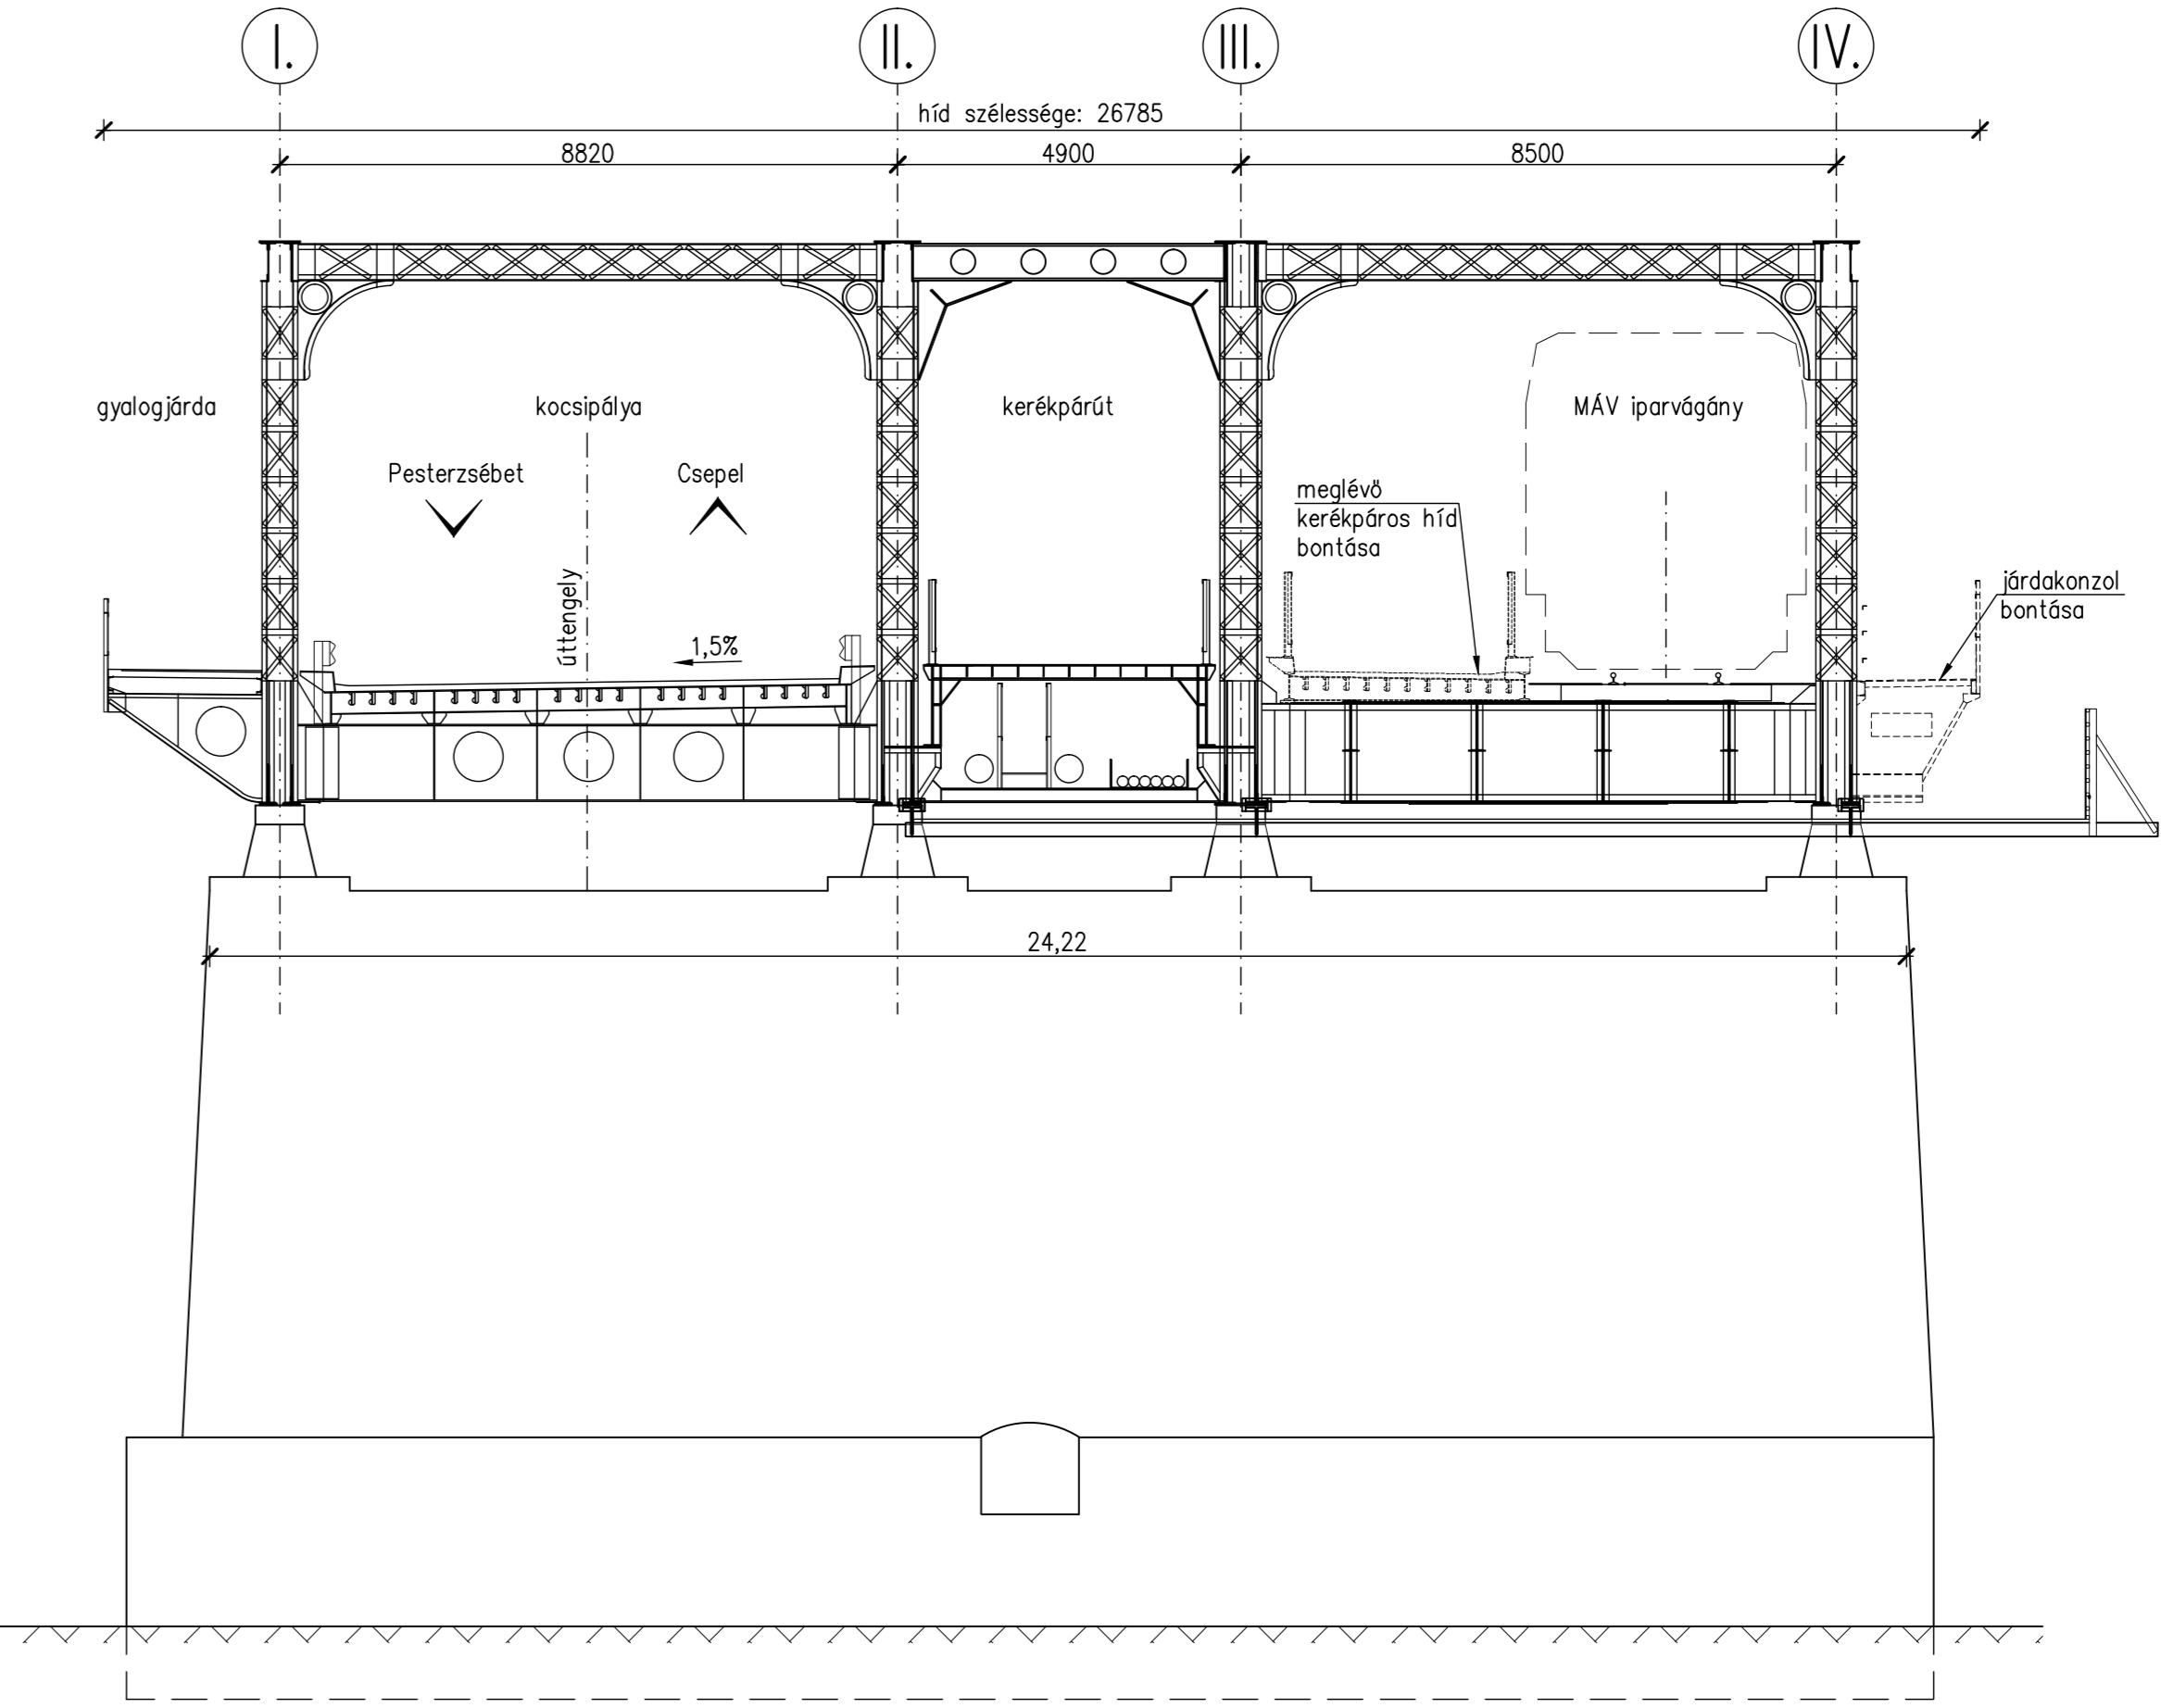 I. II. III. IV.
híd szélessége: 26785
8820 4900 8500
gyalogjárda kocsipálya kerékpárút MÁV iparvágány
Pesterzsébet Csepel
meglévő
kerékpáros híd
bontása
úttengely
1,5%
járdakonzol
bontása
24,22